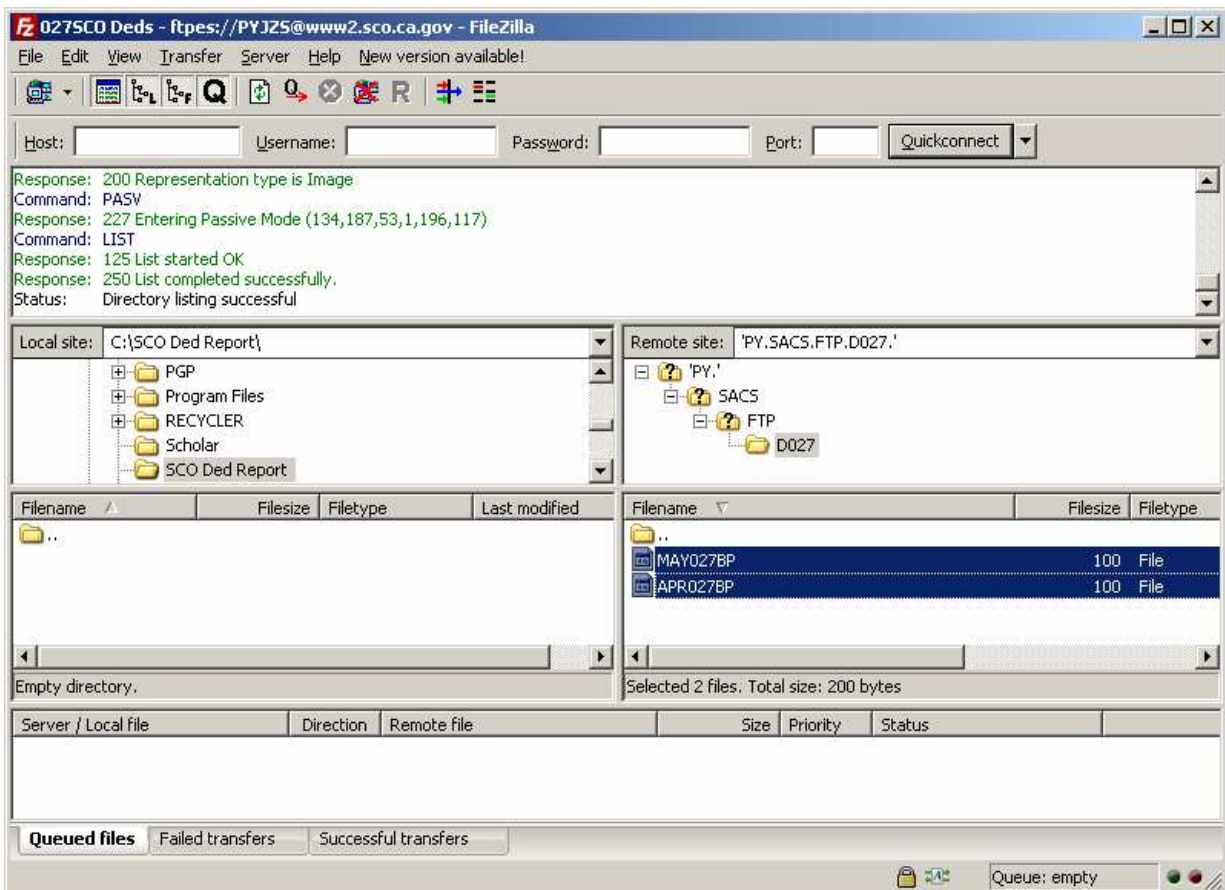 027SCO Deds - ftpes://PYJZS@www2.sco.ca.gov - FileZilla
File Edit View Transfer Server Help New version available!
Host: Username: Password: Port: Quickconnect
Response: 200 Representation type is Image
Command: PASV
Response: 227 Entering Passive Mode (134,187,53,1,196,117)
Command: LIST
Response: 125 List started OK
Response: 250 List completed successfully.
Status: Directory listing successful
Local site: C:\SCO Ded Report\
PGP
Program Files
RECYCLER
Scholar
SCO Ded Report
Remote site: 'PY.SACS.FTP.D027.'
'PY.'
SACS
FTP
D027
Filename Filesize Filetype Last modified
..
Empty directory.
Filename Filesize Filetype
..
MAY027BP 100 File
APR027BP 100 File
Selected 2 files. Total size: 200 bytes
Server / Local file Direction Remote file Size Priority Status
Queued files Failed transfers Successful transfers
Queue: empty